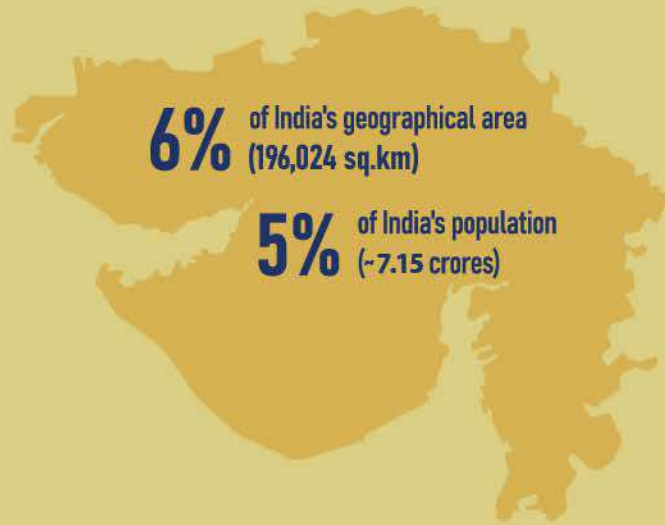 6% of India's geographical area
(196,024 sq.km)
5% of India's population
(~7.15 crores)